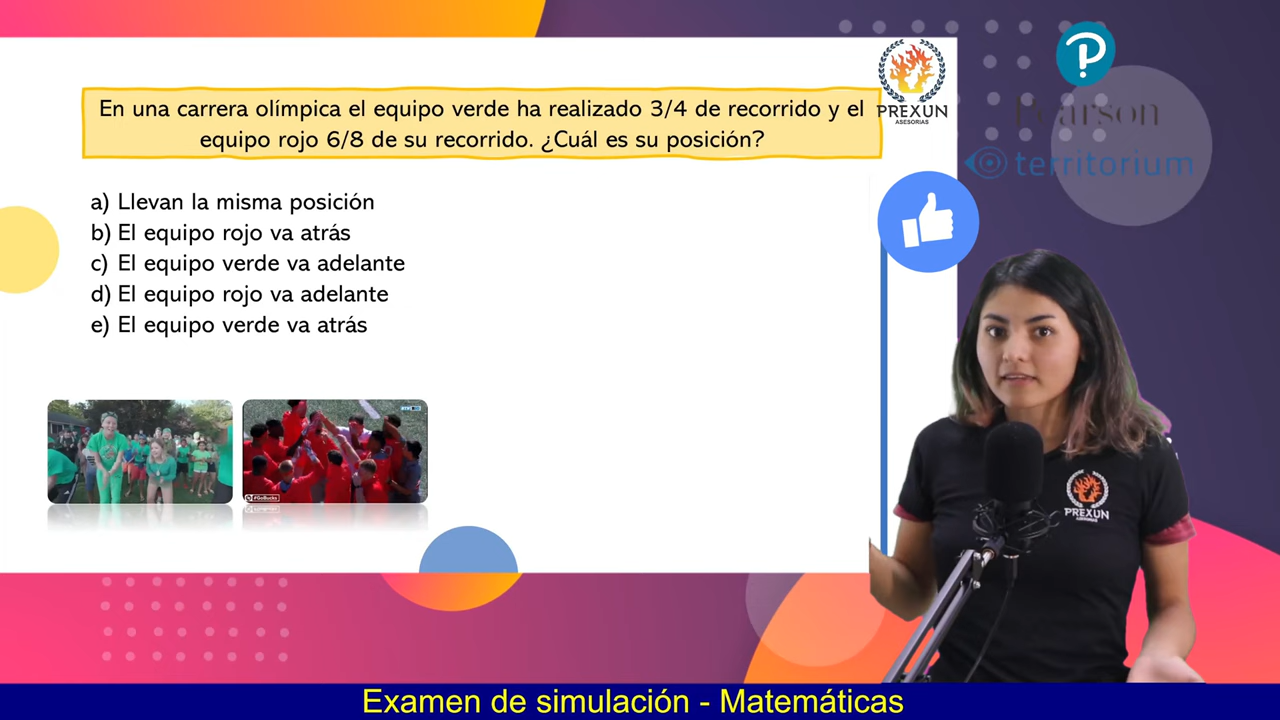 En una carrera olímpica el equipo verde ha realizado 3/4 de recorrido y el
equipo rojo 6/8 de su recorrido. ¿Cuál es su posición?
PREXUN
ASESORIAS
Pearson
territorium
a) Llevan la misma posición
b) El equipo rojo va atrás
c) El equipo verde va adelante
d) El equipo rojo va adelante
e) El equipo verde va atrás
#GoBucks
PREXUN
ASESORIAS
Examen de simulación - Matemáticas